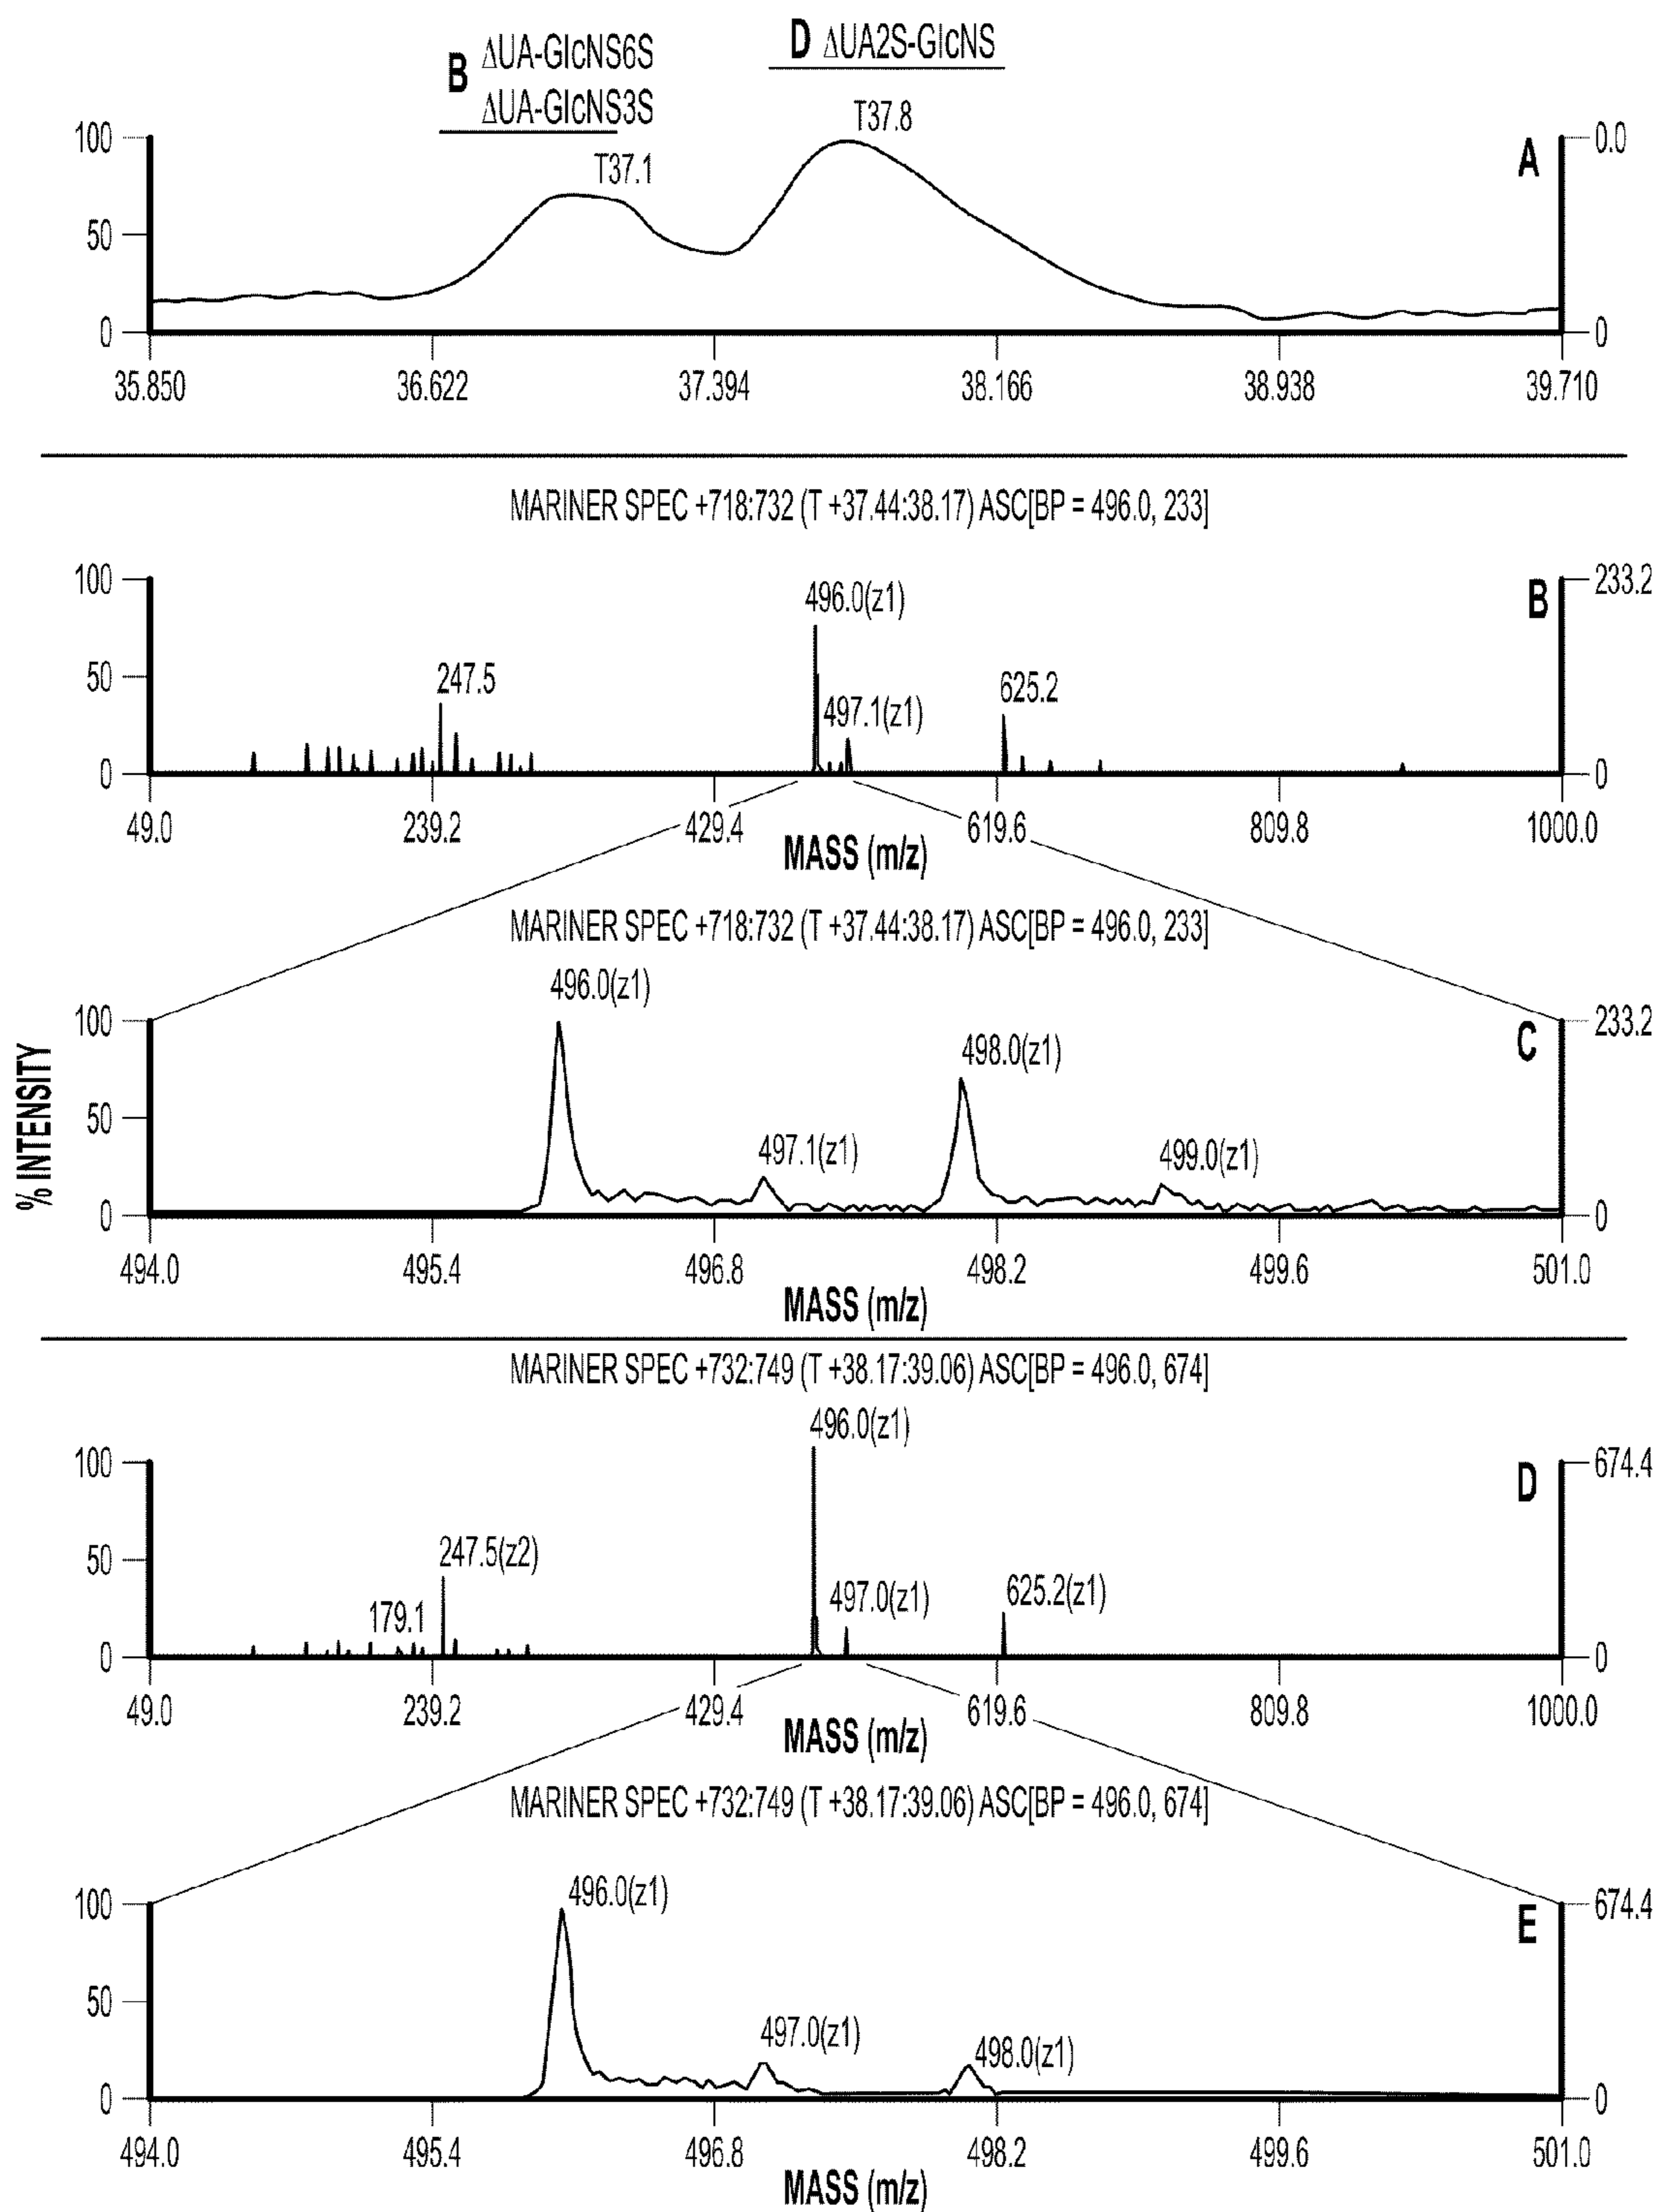 B ΔUA-GlcNS6S
ΔUA-GlcNS3S
D ΔUA2S-GlcNS
T37.1
T37.8
A
100
50
0
0.0
0
35.850 36.622 37.394 38.166 38.938 39.710
MARINER SPEC +718:732 (T +37.44:38.17) ASC[BP = 496.0, 233]
B
100
50
0
233.2
0
247.5
496.0(z1)
497.1(z1)
625.2
49.0 239.2 429.4 619.6 809.8 1000.0
MASS (m/z)
MARINER SPEC +718:732 (T +37.44:38.17) ASC[BP = 496.0, 233]
% INTENSITY
C
100
50
0
233.2
0
496.0(z1)
497.1(z1)
498.0(z1)
499.0(z1)
494.0 495.4 496.8 498.2 499.6 501.0
MASS (m/z)
MARINER SPEC +732:749 (T +38.17:39.06) ASC[BP = 496.0, 674]
D
100
50
0
674.4
0
179.1
247.5(z2)
496.0(z1)
497.0(z1)
625.2(z1)
49.0 239.2 429.4 619.6 809.8 1000.0
MASS (m/z)
MARINER SPEC +732:749 (T +38.17:39.06) ASC[BP = 496.0, 674]
E
100
50
0
674.4
0
496.0(z1)
497.0(z1)
498.0(z1)
494.0 495.4 496.8 498.2 499.6 501.0
MASS (m/z)